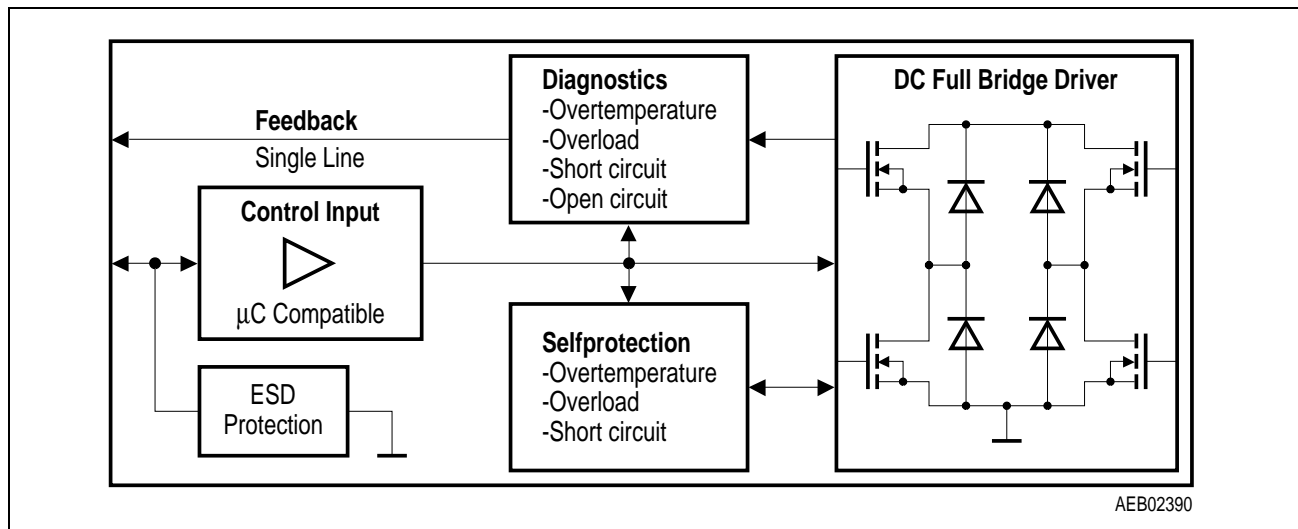 Feedback
Single Line
Control Input
µC Compatible
ESD
Protection
Diagnostics
-Overtemperature
-Overload
-Short circuit
-Open circuit
Selfprotection
-Overtemperature
-Overload
-Short circuit
DC Full Bridge Driver
AEB02390